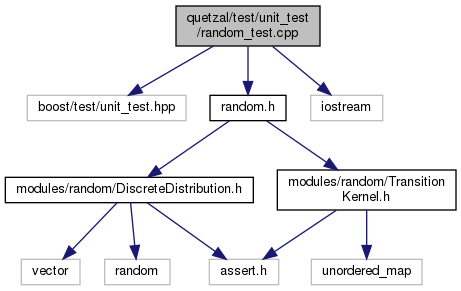 quetzal/test/unit_test
/random_test.cpp
boost/test/unit_test.hpp
random.h
iostream
modules/random/DiscreteDistribution.h
modules/random/Transition
Kernel.h
vector
random
assert.h
unordered_map